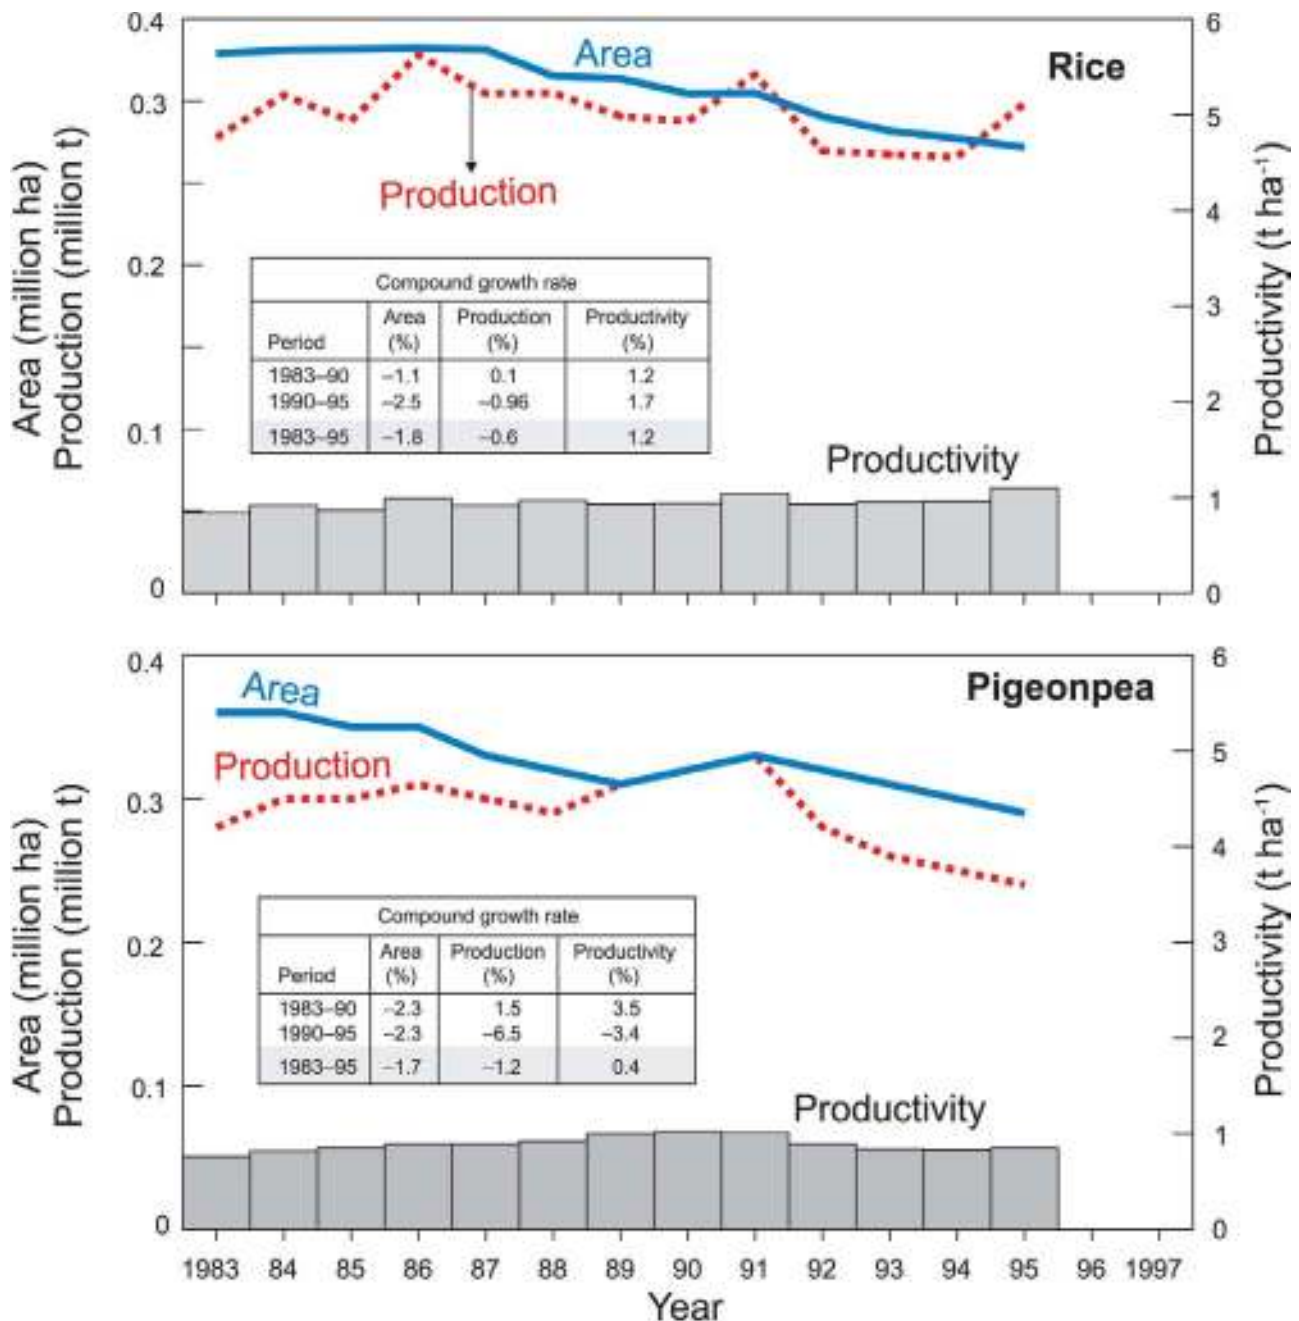 0.4
0.3
0.2
0.1
0
Area (million ha)
Production (million t)
Area
Production
Rice
6
5
4
3
2
1
0
Productivity (t ha⁻¹)
Compound growth rate
Period Area (%) Production (%) Productivity (%)
1983–90 –1.1 0.1 1.2
1990–95 –2.5 –0.96 1.7
1983–95 –1.8 –0.6 1.2
Productivity
0.4
0.3
0.2
0.1
0
Area (million ha)
Production (million t)
Area
Production
Pigeonpea
6
5
4
3
2
1
0
Productivity (t ha⁻¹)
Compound growth rate
Period Area (%) Production (%) Productivity (%)
1983–90 –2.3 1.5 3.5
1990–95 –2.3 –6.5 –3.4
1983–95 –1.7 –1.2 0.4
Productivity
1983 84 85 86 87 88 89 90 91 92 93 94 95 96 1997
Year